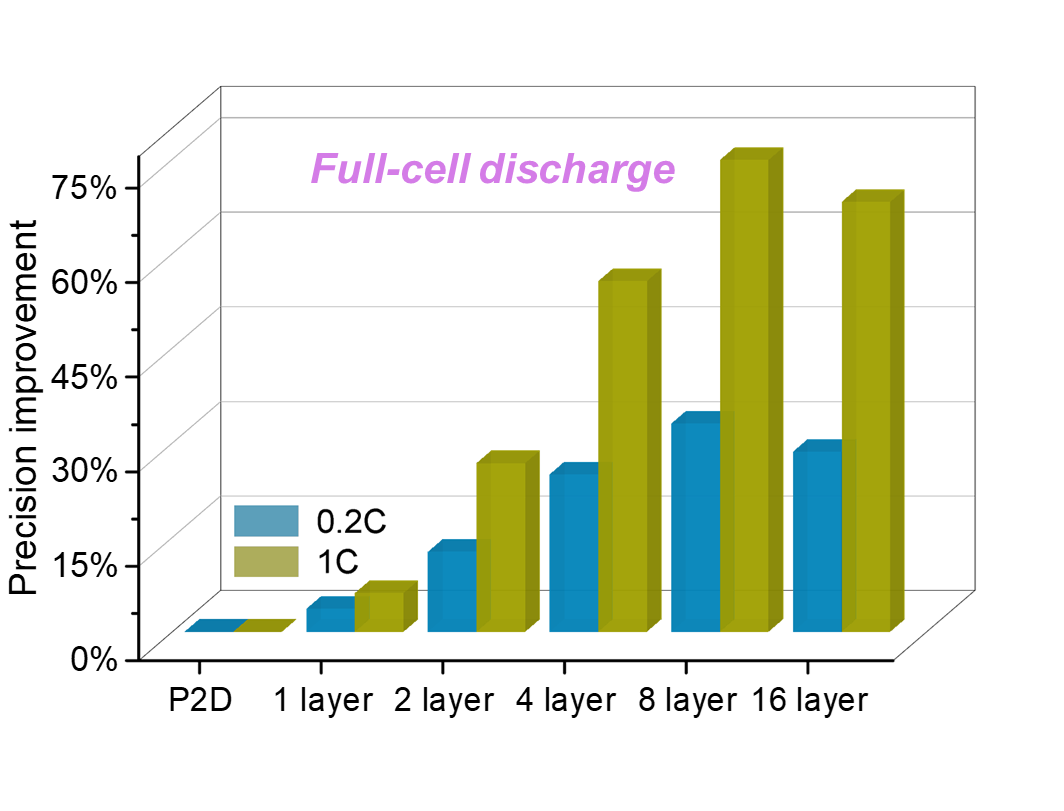 Full-cell discharge
Precision improvement
75%
60%
45%
30%
15%
0%
0.2C
1C
P2D
1 layer
2 layer
4 layer
8 layer
16 layer